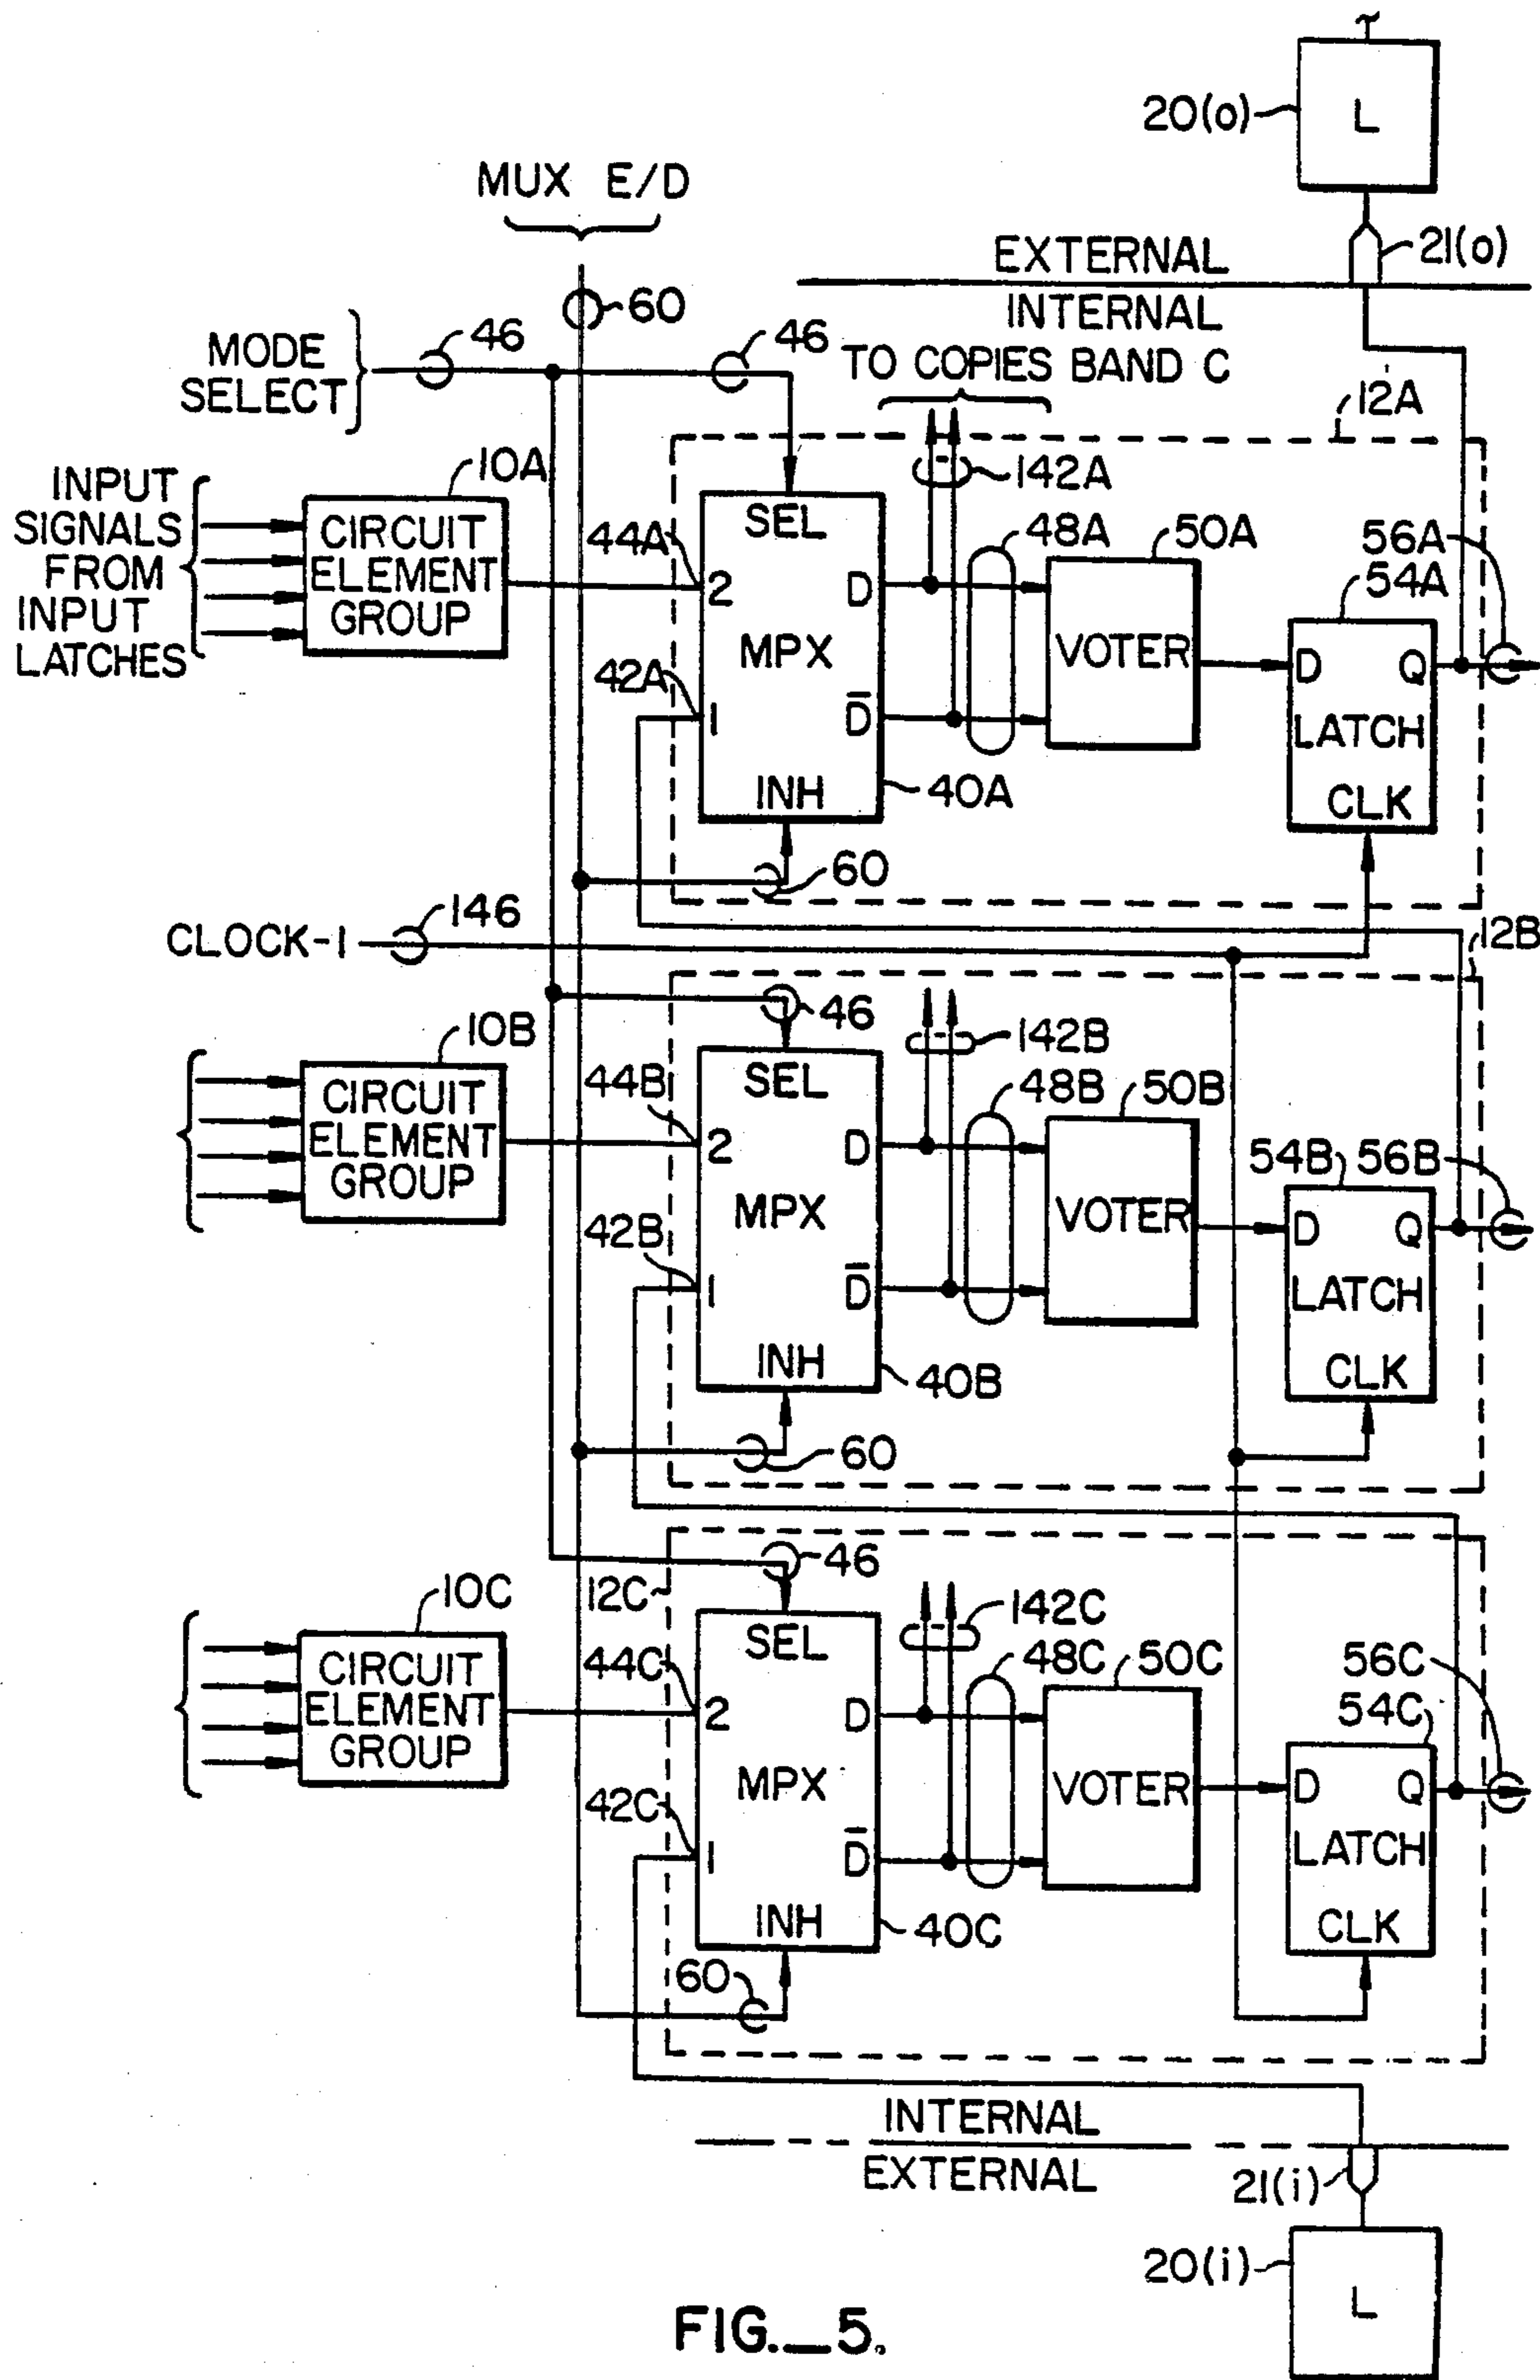 20(o)
L
MUX E/D
EXTERNAL
21(o)
60
INTERNAL
MODE
SELECT
46
46
TO COPIES B AND C
12A
INPUT
SIGNALS
FROM
INPUT
LATCHES
10A
CIRCUIT
ELEMENT
GROUP
142A
44A
SEL
48A
50A
56A
54A
2
D
MPX
VOTER
D
Q
42A
1
D̅
LATCH
INH
40A
CLK
60
CLOCK-1
146
12B
46
10B
142B
CIRCUIT
ELEMENT
GROUP
44B
SEL
48B
50B
2
D
54B
56B
MPX
VOTER
D
Q
42B
1
D̅
LATCH
INH
40B
CLK
60
46
12C
10C
142C
CIRCUIT
ELEMENT
GROUP
44C
SEL
48C
50C
56C
2
D
54C
MPX
VOTER
D
Q
42C
1
D̅
LATCH
INH
40C
CLK
60
INTERNAL
EXTERNAL
21(i)
20(i)
L
FIG._5.